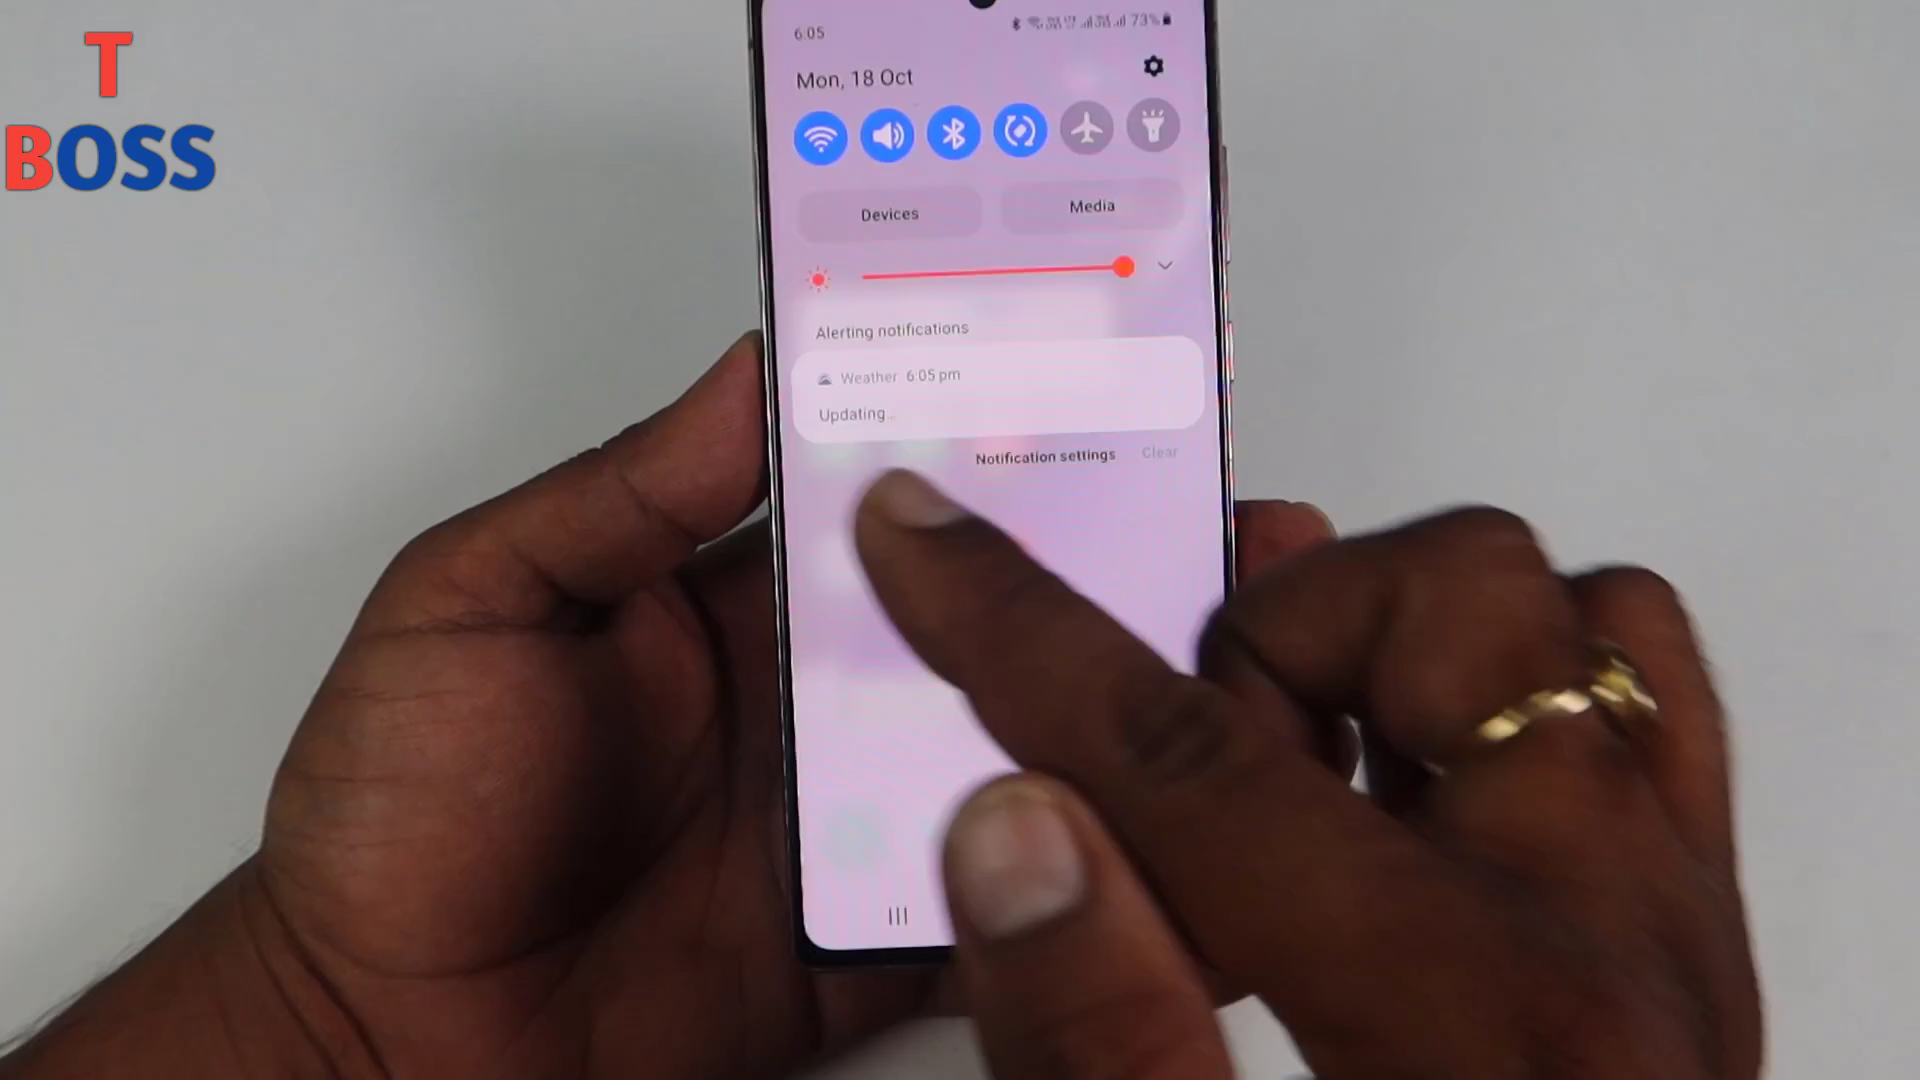 T
BOSS
6:05
73%
Mon, 18 Oct
Devices
Media
Alerting notifications
Weather 6:05 pm
Updating...
Notification settings
Clear